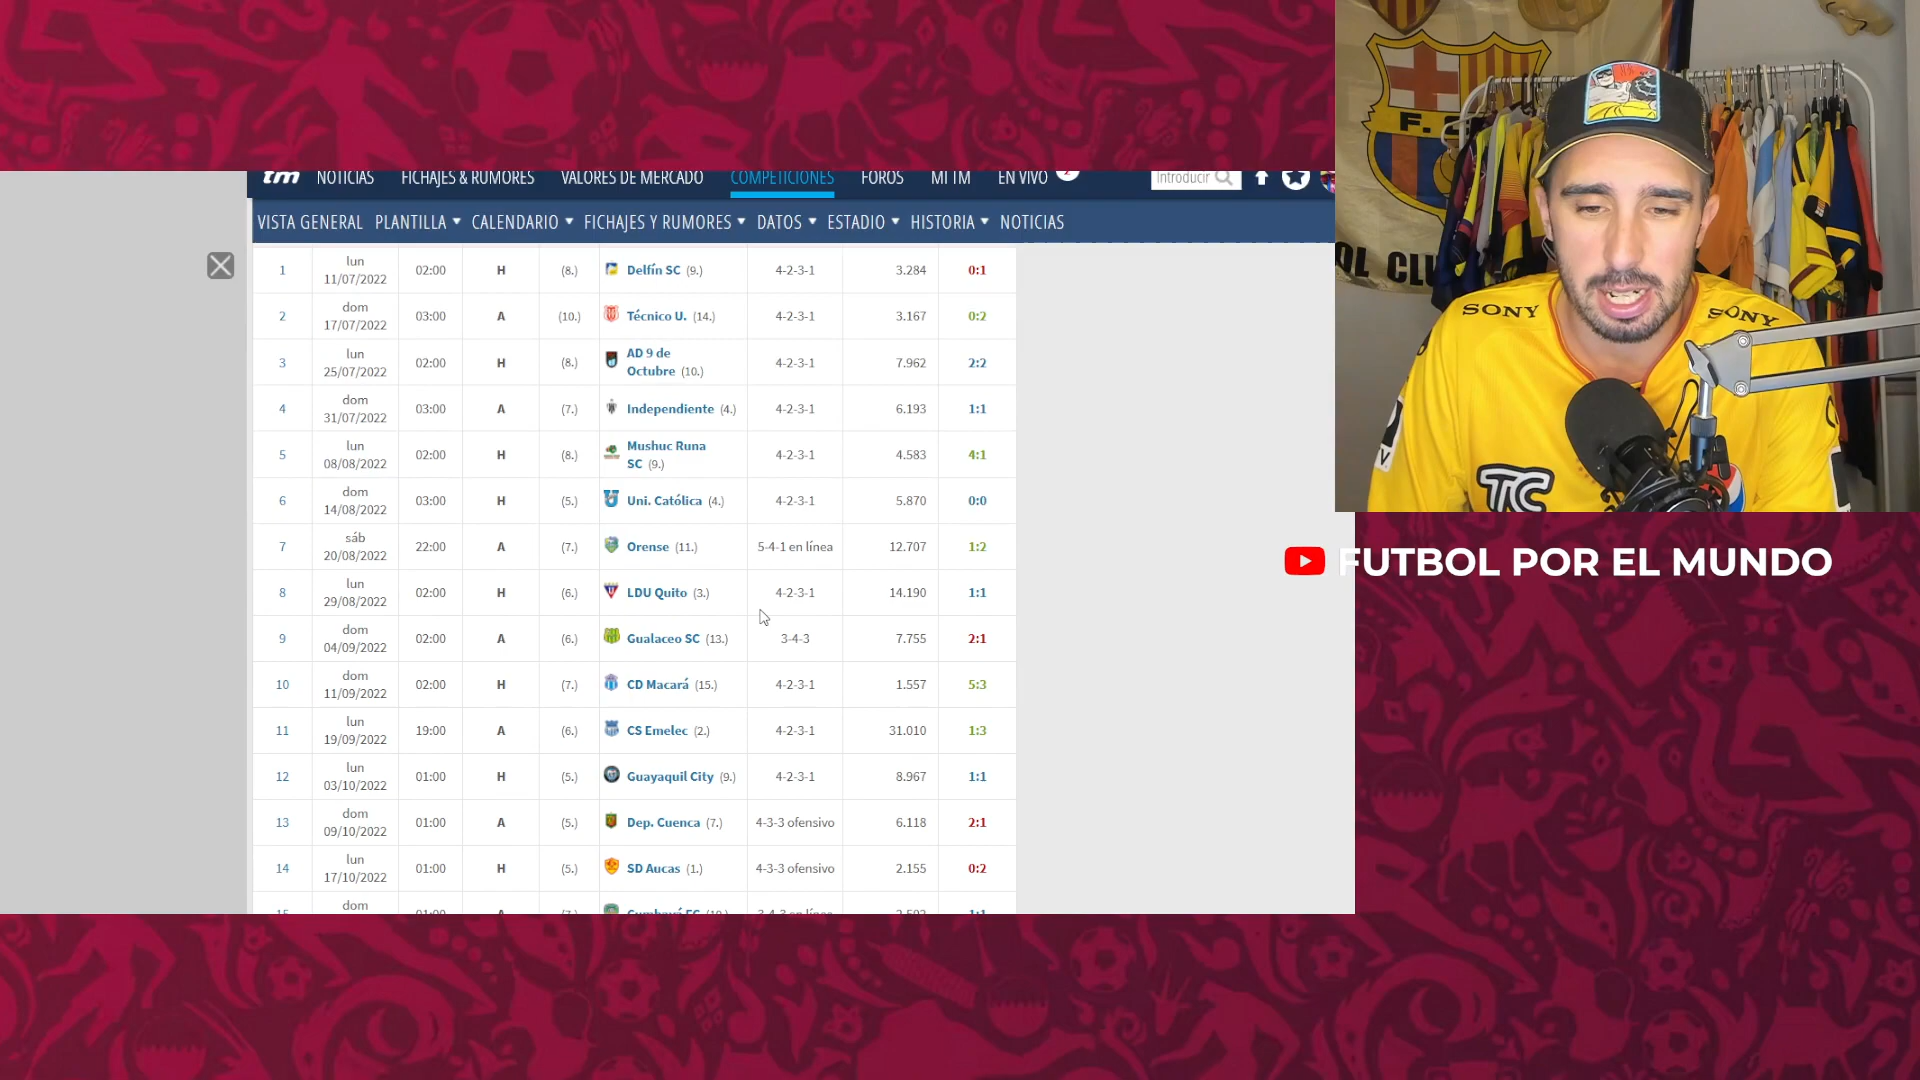 tm NOTICIAS FICHAJES & RUMORES VALORES DE MERCADO COMPETICIONES FOROS MI TM EN VIVO Introducir
VISTA GENERAL PLANTILLA CALENDARIO FICHAJES Y RUMORES DATOS ESTADIO HISTORIA NOTICIAS
1 lun 11/07/2022 02:00 H (8.) Delfín SC (9.) 4-2-3-1 3.284 0:1
2 dom 17/07/2022 03:00 A (10.) Técnico U. (14.) 4-2-3-1 3.167 0:2
3 lun 25/07/2022 02:00 H (8.) AD 9 de Octubre (10.) 4-2-3-1 7.962 2:2
4 dom 31/07/2022 03:00 A (7.) Independiente (4.) 4-2-3-1 6.193 1:1
5 lun 08/08/2022 02:00 H (8.) Mushuc Runa SC (9.) 4-2-3-1 4.583 4:1
6 dom 14/08/2022 03:00 H (5.) Uni. Católica (4.) 4-2-3-1 5.870 0:0
7 sáb 20/08/2022 22:00 A (7.) Orense (11.) 5-4-1 en línea 12.707 1:2
8 lun 29/08/2022 02:00 H (6.) LDU Quito (3.) 4-2-3-1 14.190 1:1
9 dom 04/09/2022 02:00 A (6.) Gualaceo SC (13.) 3-4-3 7.755 2:1
10 dom 11/09/2022 02:00 H (7.) CD Macará (15.) 4-2-3-1 1.557 5:3
11 lun 19/09/2022 19:00 A (6.) CS Emelec (2.) 4-2-3-1 31.010 1:3
12 lun 03/10/2022 01:00 H (5.) Guayaquil City (9.) 4-2-3-1 8.967 1:1
13 dom 09/10/2022 01:00 A (5.) Dep. Cuenca (7.) 4-3-3 ofensivo 6.118 2:1
14 lun 17/10/2022 01:00 H (5.) SD Aucas (1.) 4-3-3 ofensivo 2.155 0:2
dom
F.
SONY
SONY
TC
FUTBOL POR EL MUNDO